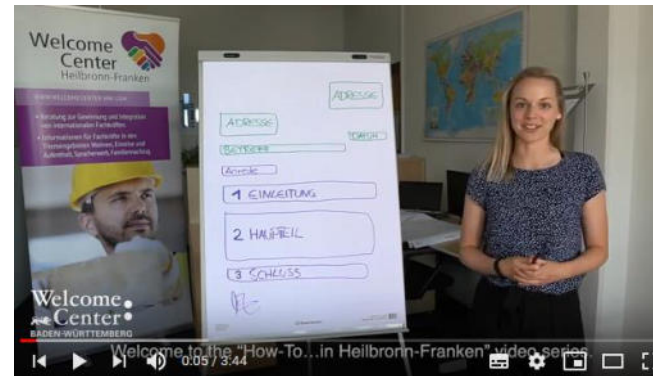 Welcome
Center
Heilbronn-Franken
WWW.WELCOMECENTER-HNF.COM
• Beratung zur Gewinnung und Integration
von internationalen Fachkräften
• Informationen für Fachkräfte in den
Themengebieten Wohnen, Einreise und
Aufenthalt, Spracherwerb, Familiennachzug
ADRESSE
ADRESSE
DATUM
BETREFF
Anrede
1 EINLEITUNG
2 HAUPTEIL
3 SCHLUSS
Welcome
Center
BADEN-WÜRTTEMBERG
Welcome to the "How-To...in Heilbronn-Franken" video series.
0:05 / 3:44